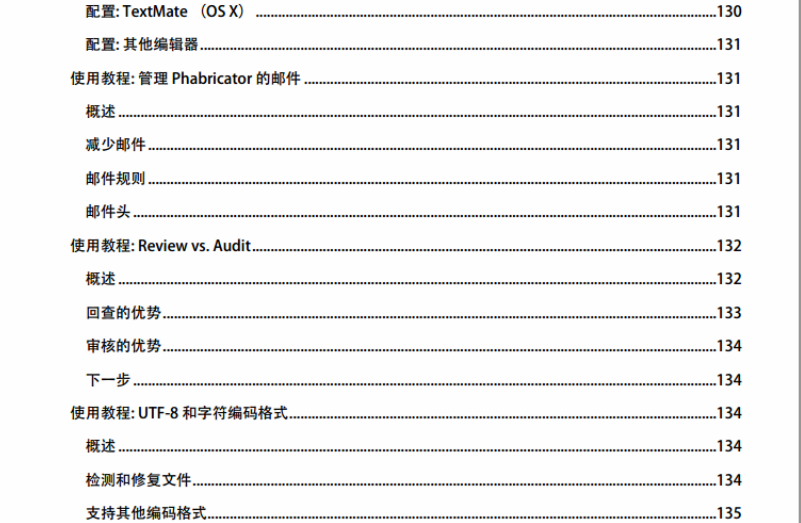 配置: TextMate （OS X） ........................................130
配置: 其他编辑器........................................131
使用教程: 管理 Phabricator 的邮件 ........................................131
概述 ........................................131
减少邮件 ........................................131
邮件规则 ........................................131
邮件头 ........................................131
使用教程: Review vs. Audit........................................132
概述 ........................................132
回查的优势........................................133
审核的优势........................................134
下一步 ........................................134
使用教程: UTF-8 和字符编码格式........................................134
概述 ........................................134
检测和修复文件........................................134
支持其他编码格式........................................135